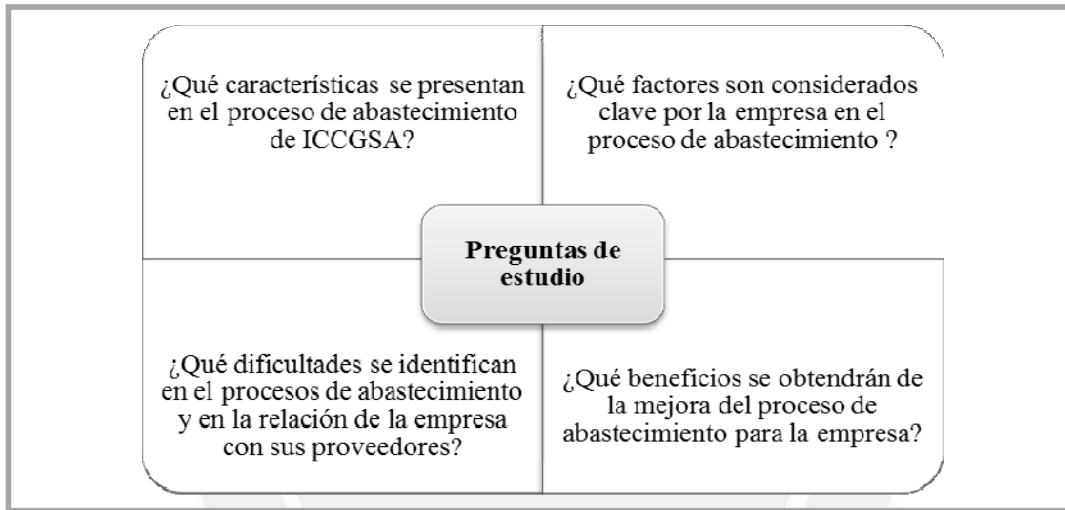 ¿Qué características se presentan
en el proceso de abastecimiento
de ICCGSA?
¿Qué factores son considerados
clave por la empresa en el
proceso de abastecimiento ?
Preguntas de
estudio
¿Qué dificultades se identifican
en el procesos de abastecimiento
y en la relación de la empresa
con sus proveedores?
¿Qué beneficios se obtendrán de
la mejora del proceso de
abastecimiento para la empresa?